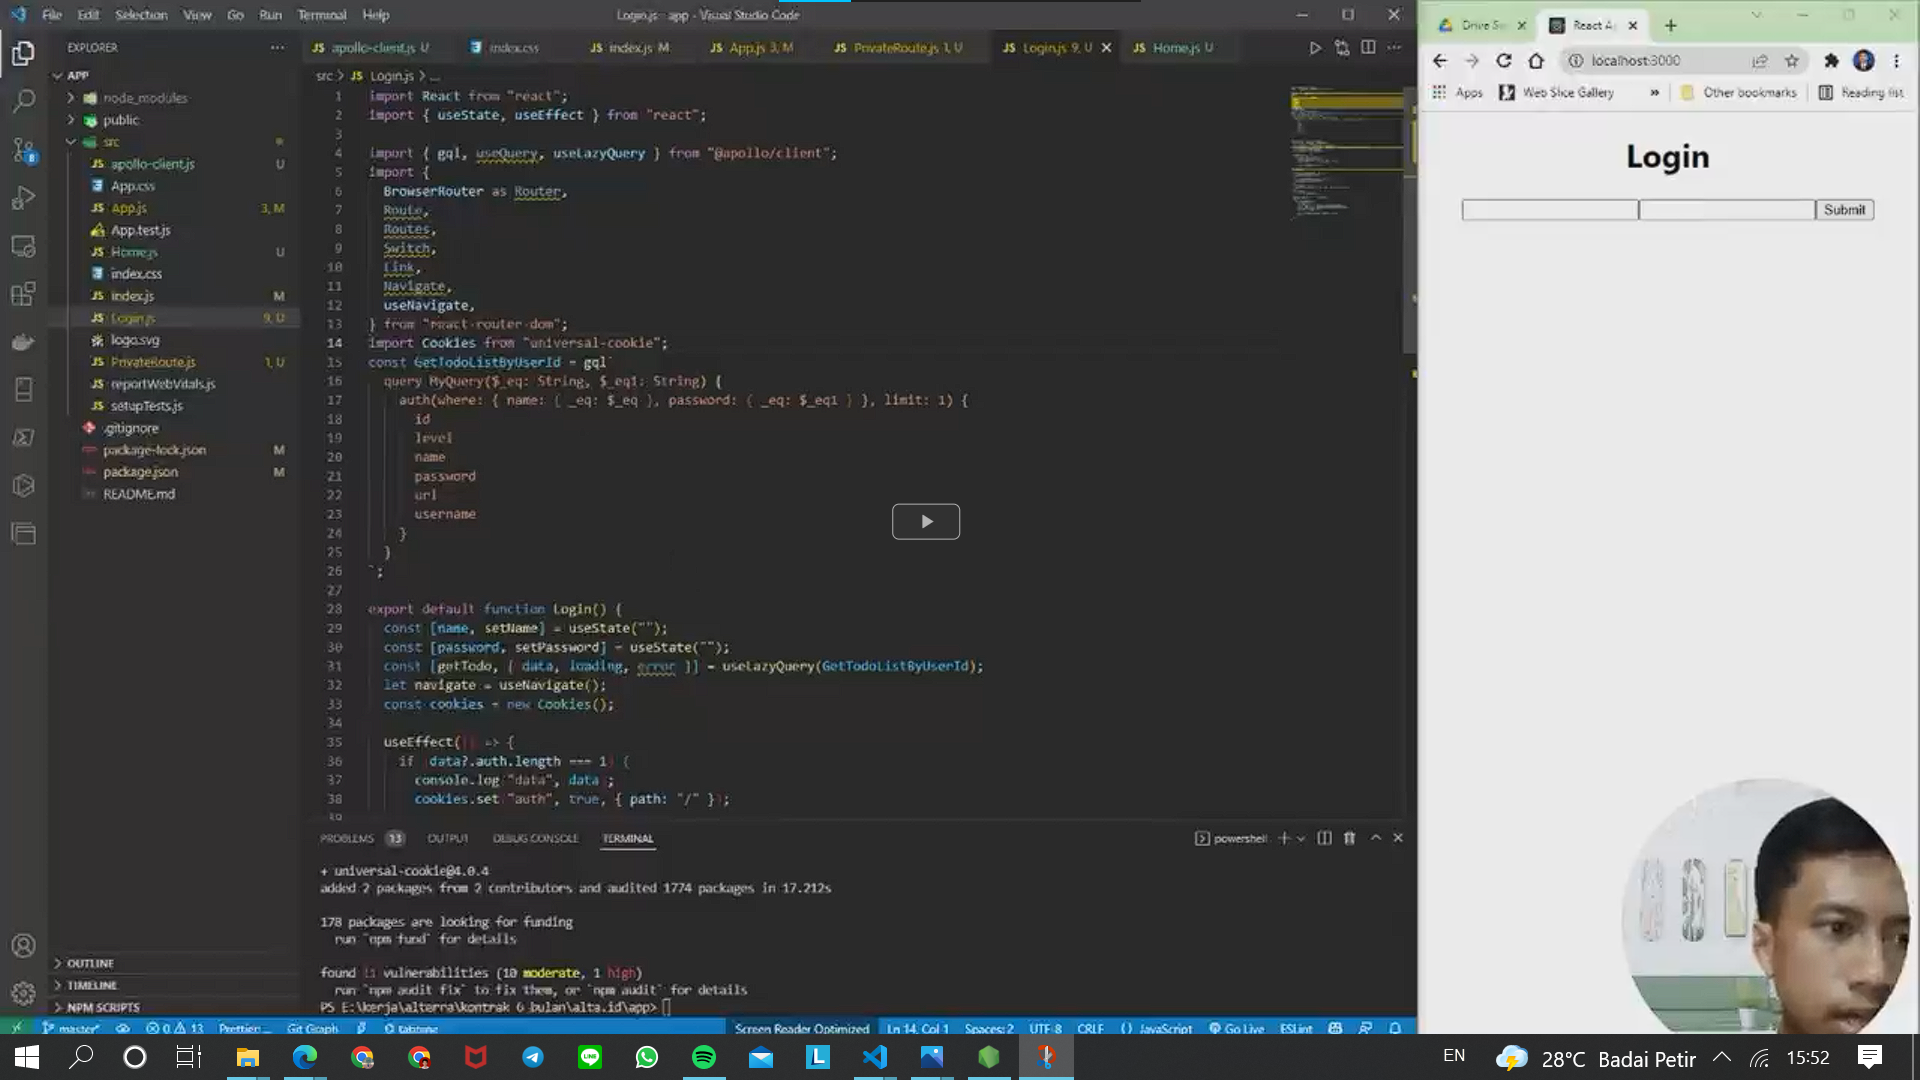 File Edit Selection View Go Run Terminal Help
Login.js - app - Visual Studio Code
EXPLORER
APP
node_modules
public
src
apollo-client.js U
App.css
App.js 3, M
App.test.js
Home.js U
index.css
index.js M
Login.js 9, U
logo.svg
PrivateRoute.js 1, U
reportWebVitals.js
setupTests.js
.gitignore
package-lock.json M
package.json M
README.md
OUTLINE
TIMELINE
NPM SCRIPTS
JS apollo-client.js U index.css JS index.js M JS App.js 3, M JS PrivateRoute.js 1, U JS Login.js 9, U JS Home.js U
src > JS Login.js > ...
1 import React from "react";
2 import { useState, useEffect } from "react";
3
4 import { gql, useQuery, useLazyQuery } from "@apollo/client";
5 import {
6 BrowserRouter as Router,
7 Route,
8 Routes,
9 Switch,
10 Link,
11 Navigate,
12 useNavigate,
13 } from "react-router-dom";
14 import Cookies from "universal-cookie";
15 const GetTodoListByUserId = gql`
16 query MyQuery($_eq: String, $_eq1: String) {
17 auth(where: { name: { _eq: $_eq }, password: { _eq: $_eq1 } }, limit: 1) {
18 id
19 level
20 name
21 password
22 url
23 username
24 }
25 }
26 `;
27
28 export default function Login() {
29 const [name, setName] = useState("");
30 const [password, setPassword] = useState("");
31 const [getTodo, { data, loading, error }] = useLazyQuery(GetTodoListByUserId);
32 let navigate = useNavigate();
33 const cookies = new Cookies();
34
35 useEffect(() => {
36 if (data?.auth.length === 1) {
37 console.log("data", data);
38 cookies.set("auth", true, { path: "/" });
39
PROBLEMS 13 OUTPUT DEBUG CONSOLE TERMINAL
powershell
+ universal-cookie@4.0.4
added 2 packages from 2 contributors and audited 1774 packages in 17.212s
178 packages are looking for funding
run `npm fund` for details
found 11 vulnerabilities (10 moderate, 1 high)
run `npm audit fix` to fix them, or `npm audit` for details
PS E:\kerja\alterra\kontrak 6 bulan\alta.id\app>
master* 0 13 Prettier Git Graph tabnine Screen Reader Optimized Ln 14, Col 1 Spaces: 2 UTF-8 CRLF {} JavaScript Go Live ESLint
Drive React A
localhost:3000
Apps Web Slice Gallery » Other bookmarks Reading list
Login
Submit
EN 28°C Badai Petir 15:52